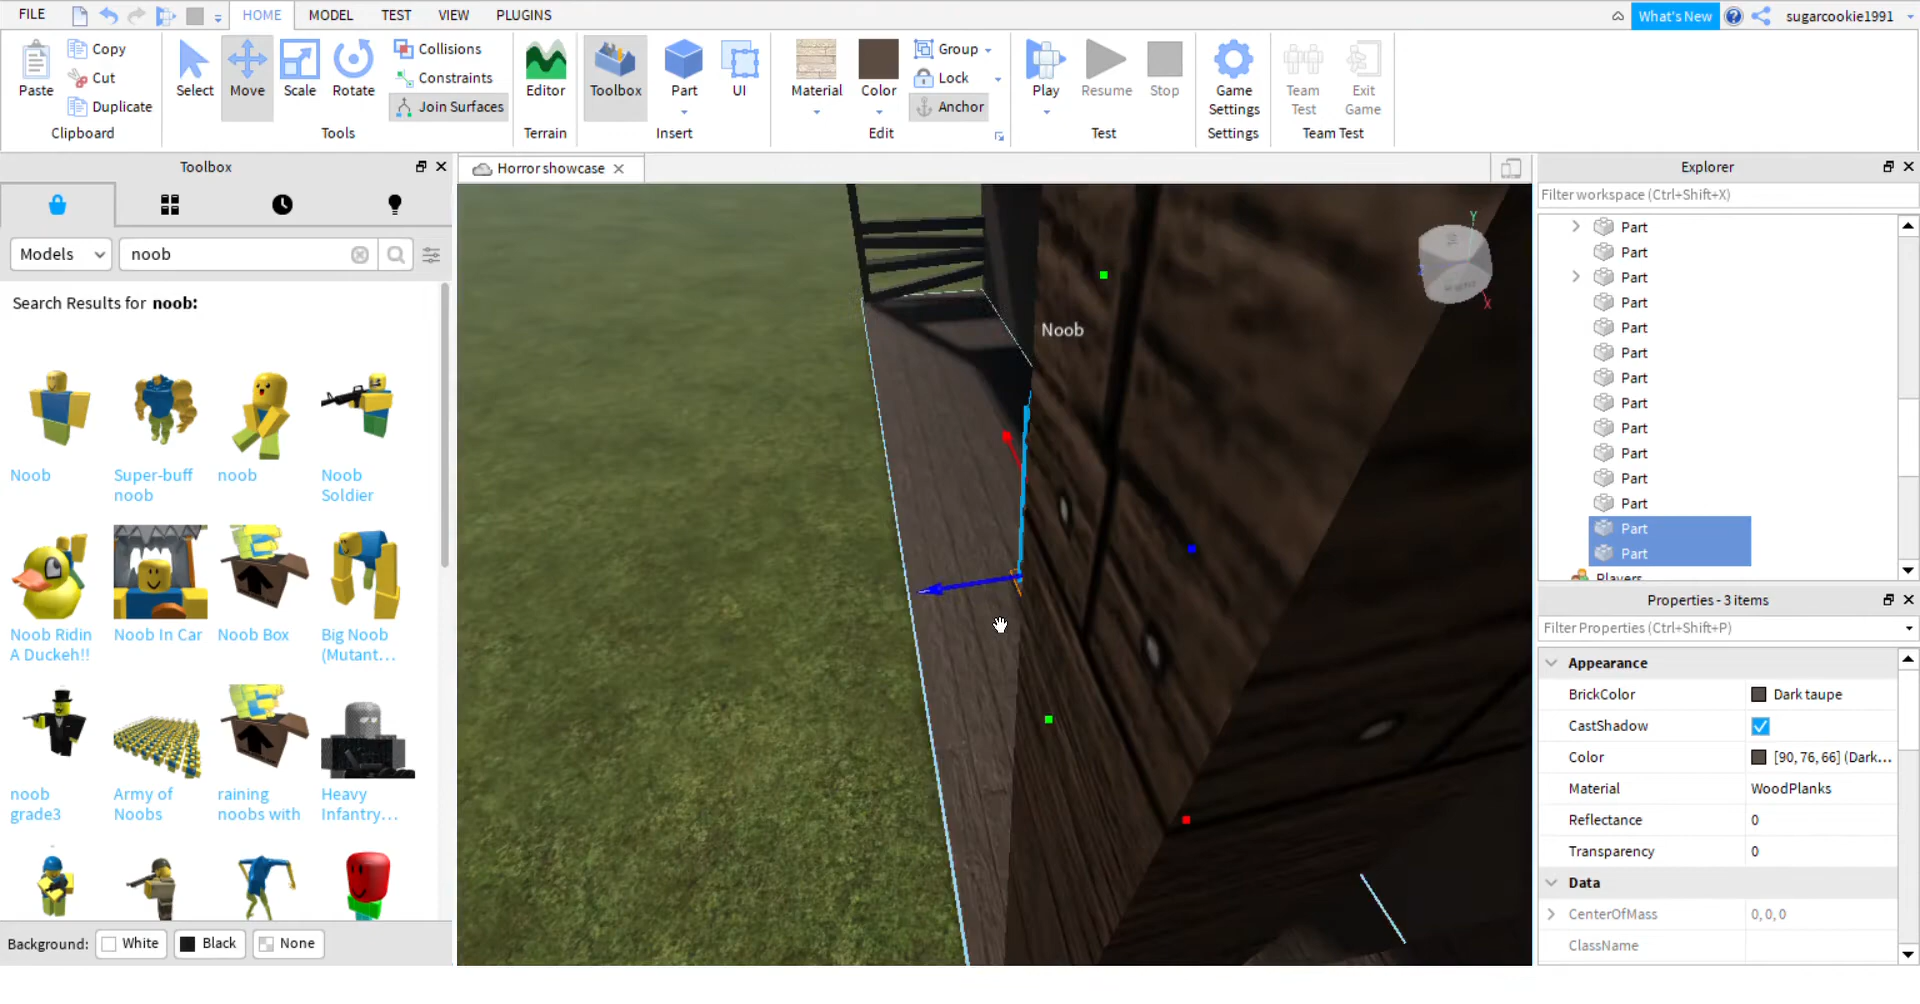 FILE HOME MODEL TEST VIEW PLUGINS What's New sugarcookie1991
Paste Copy Cut Duplicate Clipboard
Select Move Scale Rotate Collisions Constraints Join Surfaces Tools
Editor Terrain
Toolbox Part UI Insert
Material Color Group Lock Anchor Edit
Play Resume Stop Test
Game Settings Settings
Team Test Exit Game Team Test
Toolbox
Models noob
Search Results for noob:
Noob Super-buff noob noob Noob Soldier
Noob Ridin A Duckeh!! Noob In Car Noob Box Big Noob (Mutant...
noob grade3 Army of Noobs raining noobs with Heavy Infantry...
Background: White Black None
Horror showcase
Noob
Y
X
Explorer
Filter workspace (Ctrl+Shift+X)
Part
Part
Part
Part
Part
Part
Part
Part
Part
Part
Part
Part
Part
Part
Players
Properties - 3 items
Filter Properties (Ctrl+Shift+P)
Appearance
BrickColor Dark taupe
CastShadow
Color [90, 76, 66] (Dark...
Material WoodPlanks
Reflectance 0
Transparency 0
Data
CenterOfMass 0, 0, 0
ClassName